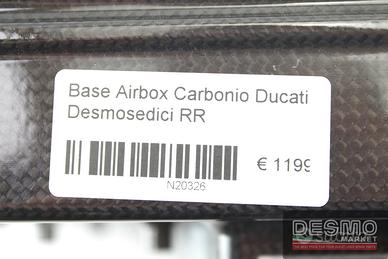 Base Airbox Carbonio Ducati
Desmosedici RR
€ 1199
N20326
DESMO
MARKET